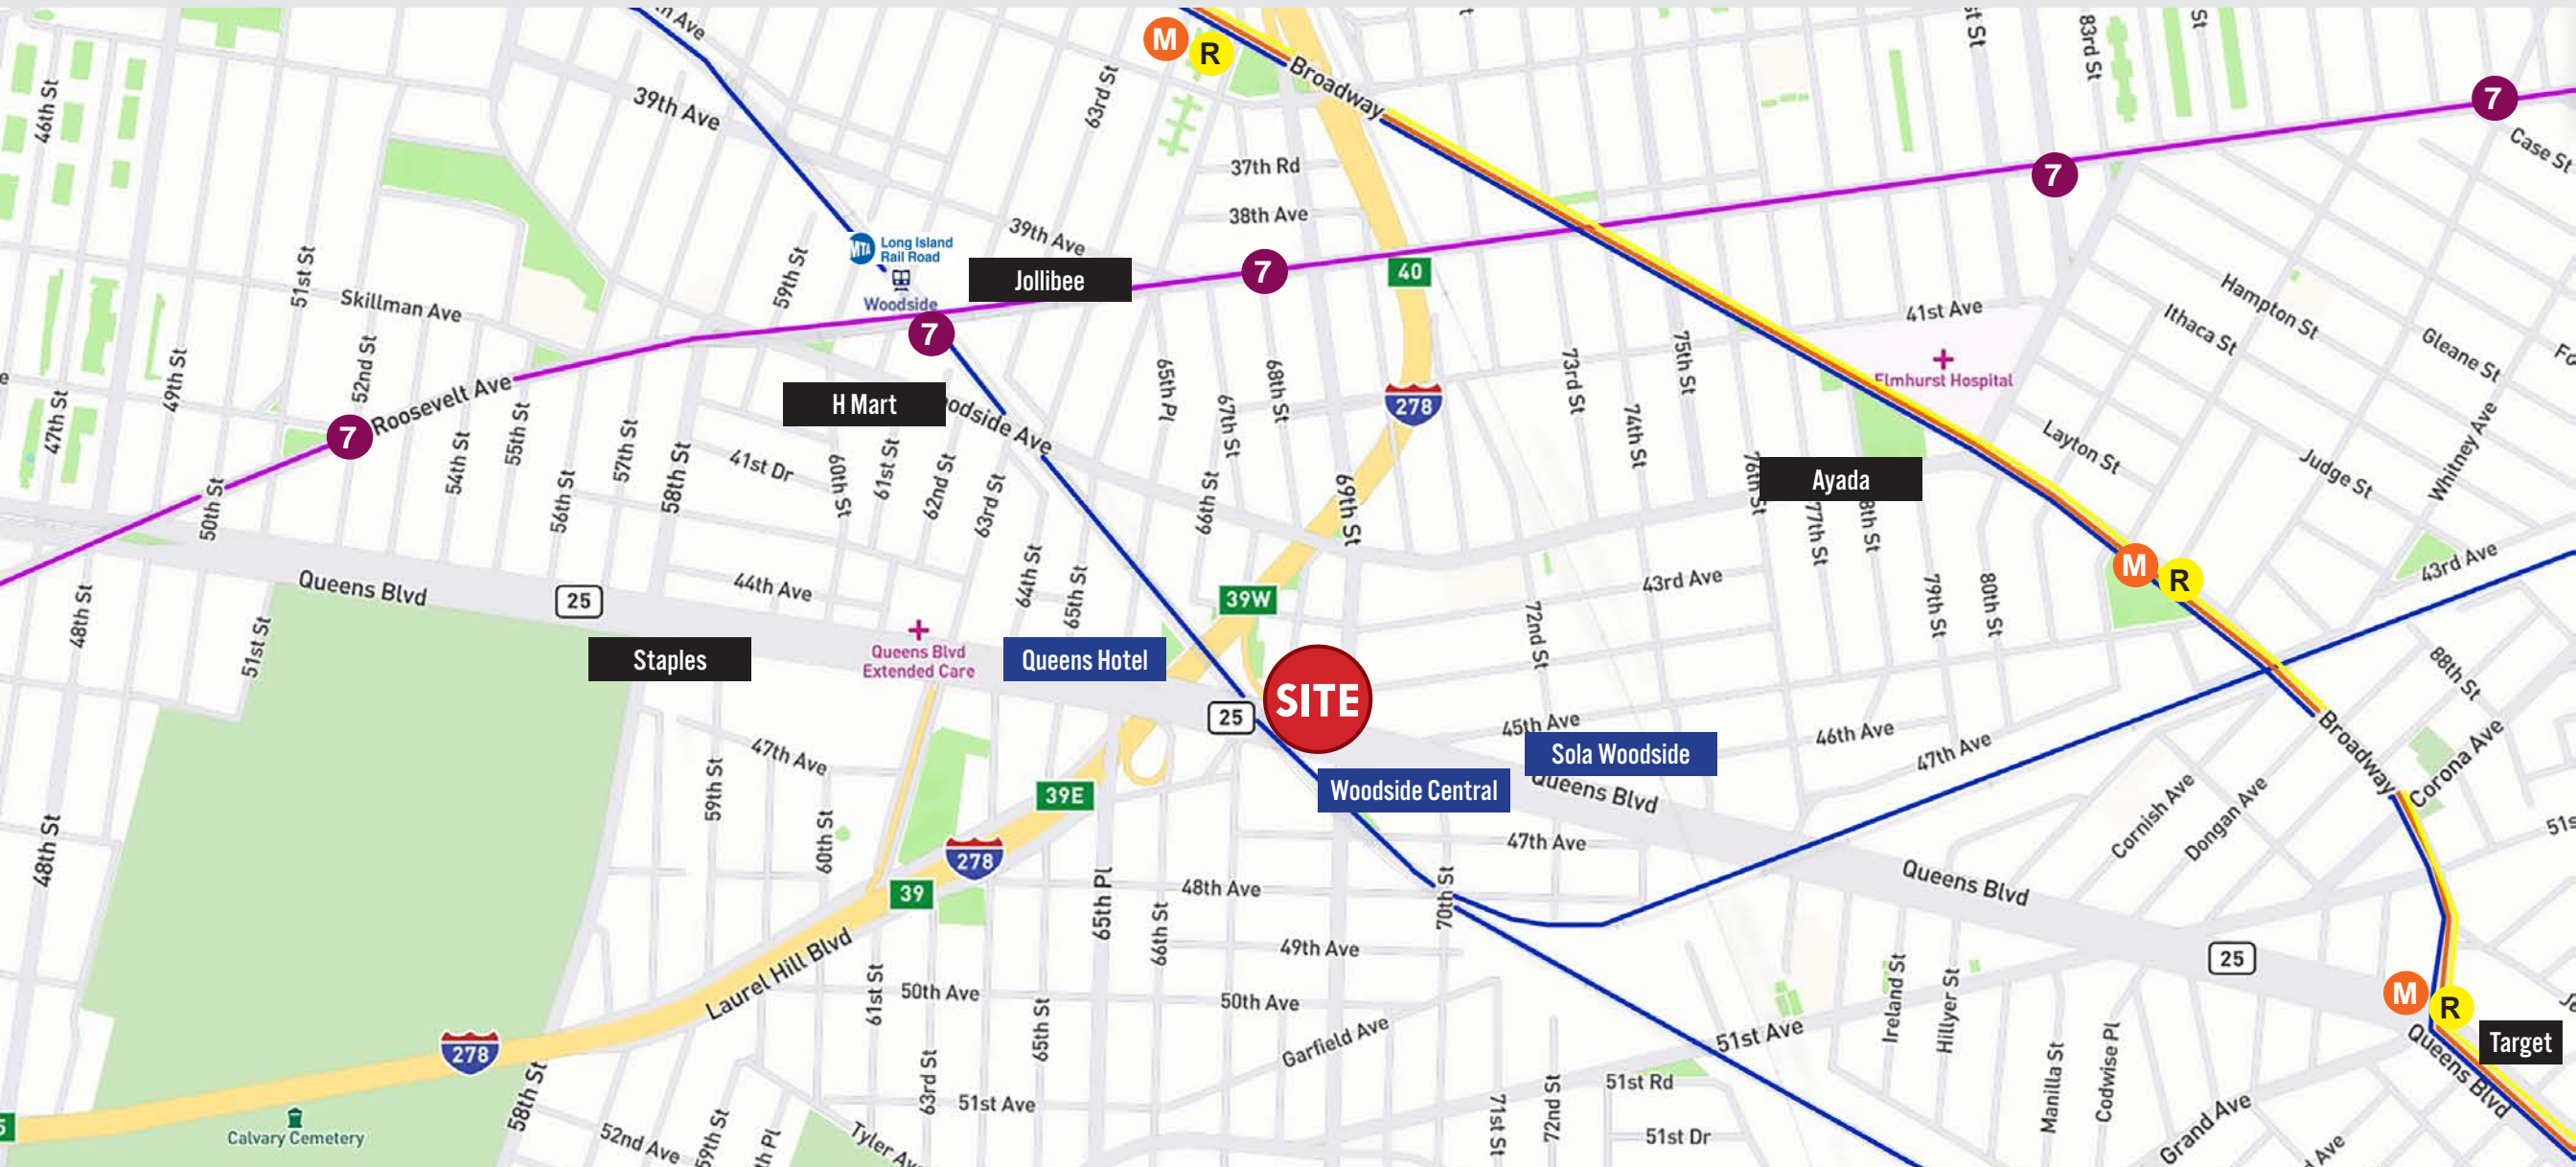 M
R
Broadway
39th Ave
63rd St
46th St
83rd St
7
Case St
37th Rd
38th Ave
39th Ave
7
MTA
Long Island
Rail Road
Woodside
Jollibee
7
40
7
51st St
59th St
Skillman Ave
41st Ave
Hampton St
Ithaca St
Gleane St
Elmhurst Hospital
49th St
52nd St
47th St
Roosevelt Ave
7
H Mart
65th Pl
68th St
67th St
278
73rd St
75th St
74th St
Layton St
Judge St
Whitney Ave
50th St
54th St
55th St
56th St
57th St
58th St
41st Dr
60th St
61st St
62nd St
63rd St
66th St
69th St
76th St
Ayada
77th St
Queens Blvd
25
44th Ave
64th St
65th St
39W
72nd St
43rd Ave
79th St
80th St
M
R
43rd Ave
48th St
51st St
Staples
Queens Blvd
Extended Care
Queens Hotel
25
SITE
45th Ave
Sola Woodside
46th Ave
47th Ave
88th St
Broadway
Corona Ave
47th Ave
59th St
60th St
39E
278
39
Woodside Central
Queens Blvd
47th Ave
Cornish Ave
Dongan Ave
48th St
65th Pl
48th Ave
66th St
70th St
Queens Blvd
49th Ave
25
Laurel Hill Blvd
61st St
50th Ave
65th St
50th Ave
Garfield Ave
51st Ave
Ireland St
Hillyer St
M
R
Target
Queens Blvd
278
58th St
63rd St
51st Ave
51st Rd
71st St
72nd St
51st Dr
Manilla St
Codwise Pl
Grand Ave
Calvary Cemetery
52nd Ave
59th St